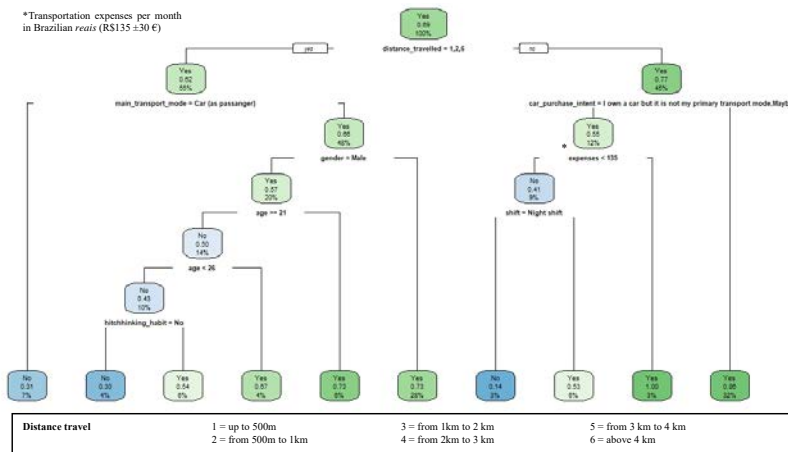 *Transportation expenses per month
in Brazilian reais (R$135 ±30 €)
Yes
0.69
100%
yes
distance_travelled = 1,2,6
no
Yes
0.62
55%
main_transport_mode = Car (as passanger)
Yes
0.77
45%
car_purchase_intent = I own a car but it is not my primary transport mode,Mayb
Yes
0.66
48%
gender = Male
Yes
0.55
12%
*
expenses < 135
Yes
0.57
20%
age >= 21
No
0.41
9%
shift = Night shift
No
0.50
14%
age < 26
No
0.45
10%
hitchhinking_habit = No
No
0.31
7%
No
0.30
4%
Yes
0.54
6%
Yes
0.67
4%
Yes
0.73
6%
Yes
0.73
28%
No
0.14
3%
Yes
0.53
6%
Yes
1.00
3%
Yes
32%
Distance travel
1 = up to 500m
2 = from 500m to 1km
3 = from 1km to 2 km
4 = from 2km to 3 km
5 = from 3 km to 4 km
6 = above 4 km